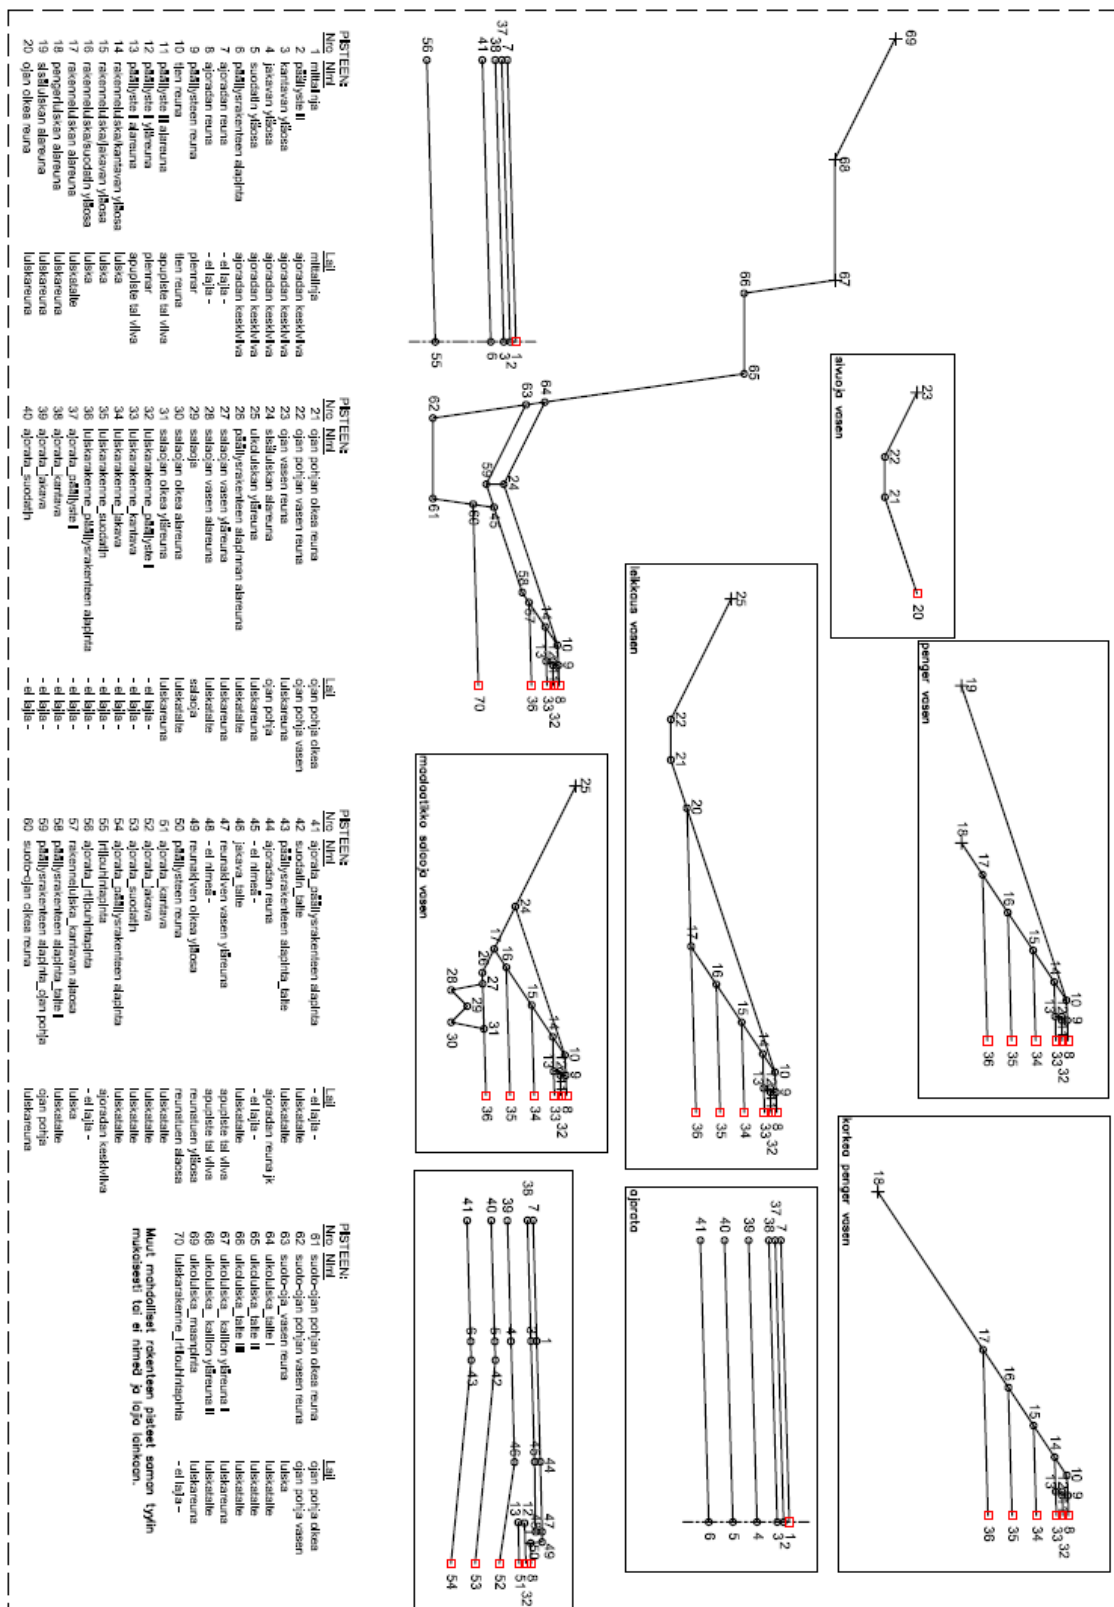 PISTEEN:
Nro Nimi Laji
1 mittalinja mittalinja
2 päällyste II ajoradan keskiviiva
3 kantavan yläosa ajoradan keskiviiva
4 jakavan yläosa ajoradan keskiviiva
5 suodatin yläosa ajoradan keskiviiva
6 päällysrakenteen alapinta ajoradan keskiviiva
7 ajoradan reuna - ei lajia -
8 ajoradan reuna - ei lajia -
9 päällysteen reuna piennar
10 tien reuna tien reuna
11 päällyste II alareuna apupiste tai viiva
12 päällyste I yläreuna piennar
13 päällyste I alareuna apupiste tai viiva
14 rakenneluiska/kantavan yläosa luiska
15 rakenneluiska/jakavan yläosa luiska
16 rakenneluiska/suodatin yläosa luiska
17 rakenneluiskan alareuna luiskataite
18 pengerluiskan alareuna luiskareuna
19 sisäluiskan alareuna luiskareuna
20 ojan oikea reuna luiskareuna
PISTEEN:
Nro Nimi Laji
21 ojan pohjan oikea reuna ojan pohja oikea
22 ojan pohjan vasen reuna ojan pohja vasen
23 ojan vasen reuna luiskareuna
24 sisäluiskan alareuna ojan pohja
25 ulkoluiskan yläreuna luiskareuna
26 päällysrakenteen alapinnan alareuna luiskataite
27 salaojan vasen yläreuna luiskareuna
28 salaojan vasen alareuna luiskataite
29 salaoja salaoja
30 salaojan oikea alareuna luiskataite
31 salaojan oikea yläreuna luiskareuna
32 luiskarakenne_päällyste I - ei lajia -
33 luiskarakenne_kantava - ei lajia -
34 luiskarakenne_jakava - ei lajia -
35 luiskarakenne_suodatin - ei lajia -
36 luiskarakenne_päällysrakenteen alapinta - ei lajia -
37 ajorata_päällyste I - ei lajia -
38 ajorata_kantava - ei lajia -
39 ajorata_jakava - ei lajia -
40 ajorata_suodatin - ei lajia -
PISTEEN:
Nro Nimi Laji
41 ajorata_päällysrakenteen alapinta - ei lajia -
42 suodatin_taite luiskataite
43 päällysrakenteen alapinta_taite luiskataite
44 ajoradan reuna ajoradan reuna jk
45 - ei nimeä - - ei lajia -
46 jakava_taite luiskataite
47 reunakiven vasen yläreuna apupiste tai viiva
48 - ei nimeä - apupiste tai viiva
49 reunakiven oikea yläosa reunatuen yläosa
50 päällysteen reuna reunatuen alaosa
51 ajorata_kantava luiskataite
52 ajorata_jakava luiskataite
53 ajorata_suodatin luiskataite
54 ajorata_päällysrakenteen alapinta luiskataite
55 irtilouhintapinta ajoradan keskiviiva
56 ajorata_irtilouhintapinta - ei lajia -
57 rakenneluiska_kantavan alaosa luiska
58 päällysrakenteen alapinta_taite I luiskataite
59 päällysrakenteen alapinta_ojan pohja ojan pohja
60 suoto-ojan oikea reuna luiskareuna
PISTEEN:
Nro Nimi Laji
61 suoto-ojan pohjan oikea reuna ojan pohja oikea
62 suoto-ojan pohjan vasen reuna ojan pohja vasen
63 suoto-oja_vasen reuna luiska
64 ulkoluiska_taite I luiskataite
65 ulkoluiska_taite II luiskataite
66 ulkoluiska_taite III luiskataite
67 ulkoluiska_kallion yläreuna I luiskareuna
68 ulkoluiska_kallion yläreuna II luiskataite
69 ulkoluiska_maanpinta luiskareuna
70 luiskarakenne_irtilouhintapinta - ei lajia -
Muut mahdolliset rakenteen pisteet saman tyylin
mukaisesti tai ei nimeä ja lajia lainkaan.
sivuoja vasen
penger vasen
leikkaus vasen
maalaatikko salaoja vasen
korkea penger vasen
ajorata